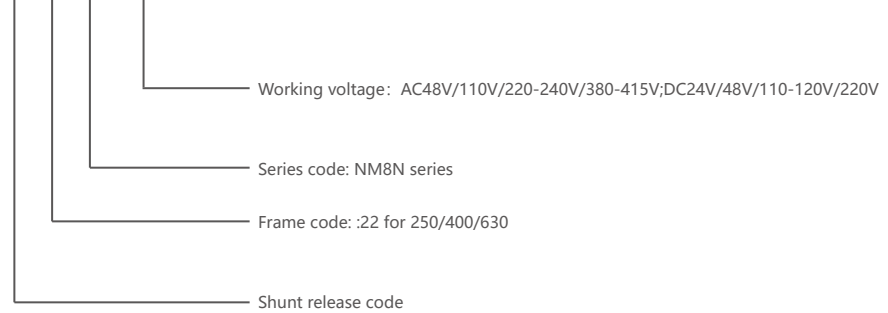 Working voltage：AC48V/110V/220-240V/380-415V;DC24V/48V/110-120V/220V
Series code: NM8N series
Frame code: :22 for 250/400/630
Shunt release code